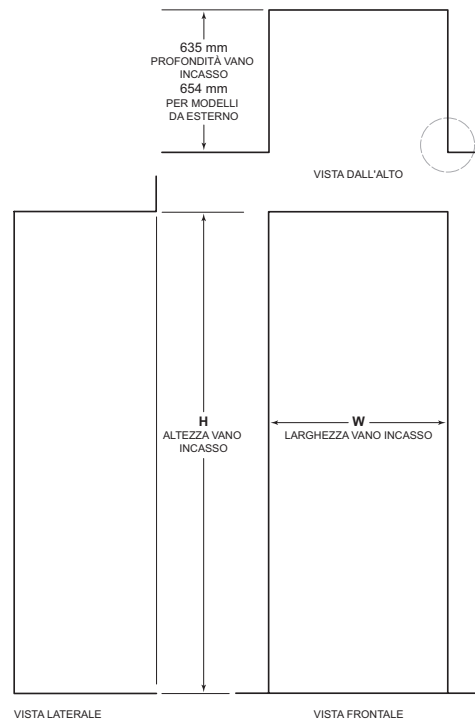 635 mm
PROFONDITÀ VANO
INCASSO
654 mm
PER MODELLI
DA ESTERNO
VISTA DALL'ALTO
H
ALTEZZA VANO
INCASSO
W
LARGHEZZA VANO INCASSO
VISTA LATERALE
VISTA FRONTALE